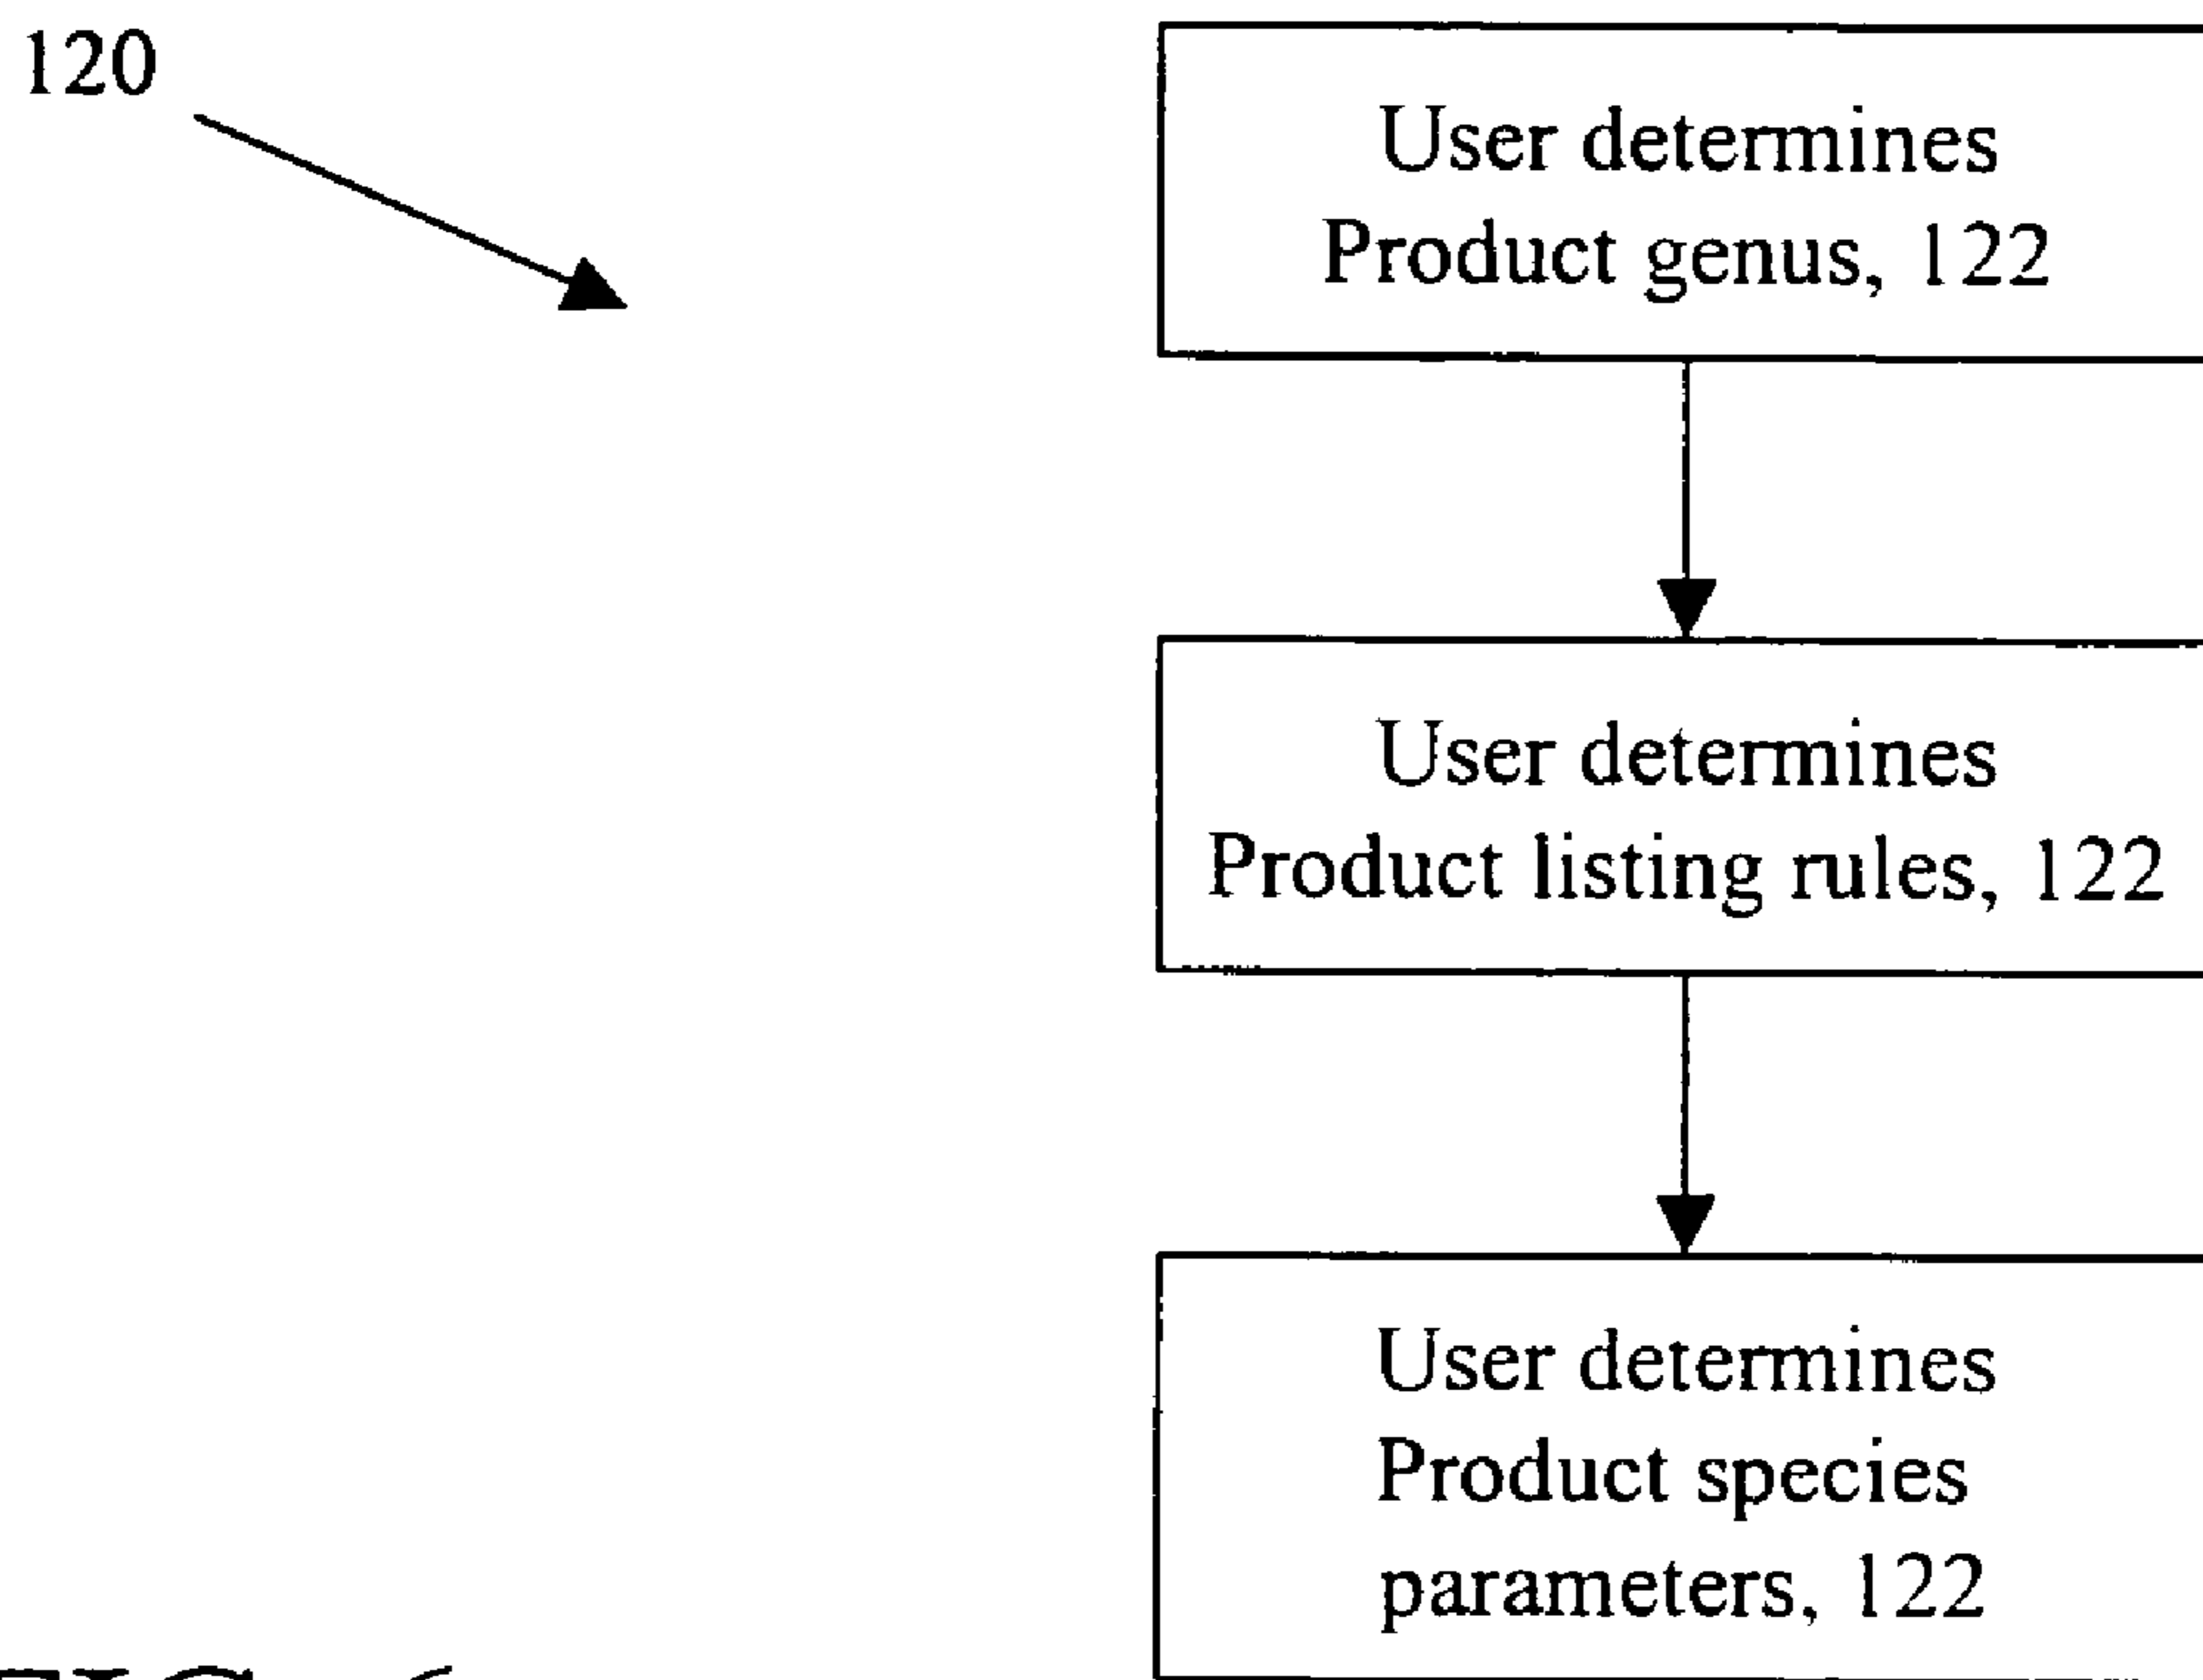 120
User determines
Product genus, 122
User determines
Product listing rules, 122
User determines
Product species
parameters, 122